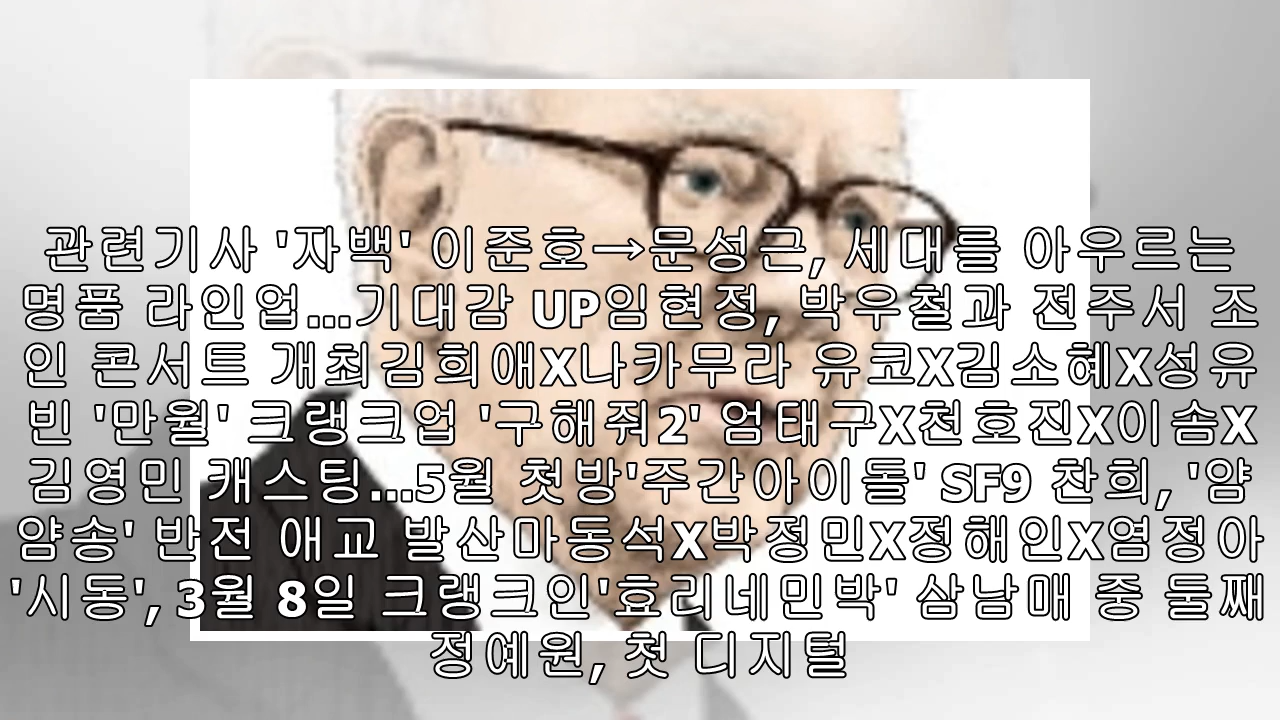 관련기사 '자백' 이준호→문성근, 세대를 아우르는
명품 라인업...기대감 UP임현정, 박우철과 전주서 조
인 콘서트 개최김희애X나카무라 유코X김소혜X성유
빈 '만월' 크랭크업 '구해줘2' 엄태구X천호진X이솜X
김영민 캐스팅...5월 첫방'주간아이돌' SF9 찬희, '얌
얌송' 반전 애교 발산마동석X박정민X정해인X염정아
'시동', 3월 8일 크랭크인'효리네민박' 삼남매 중 둘째
정예원, 첫 디지털